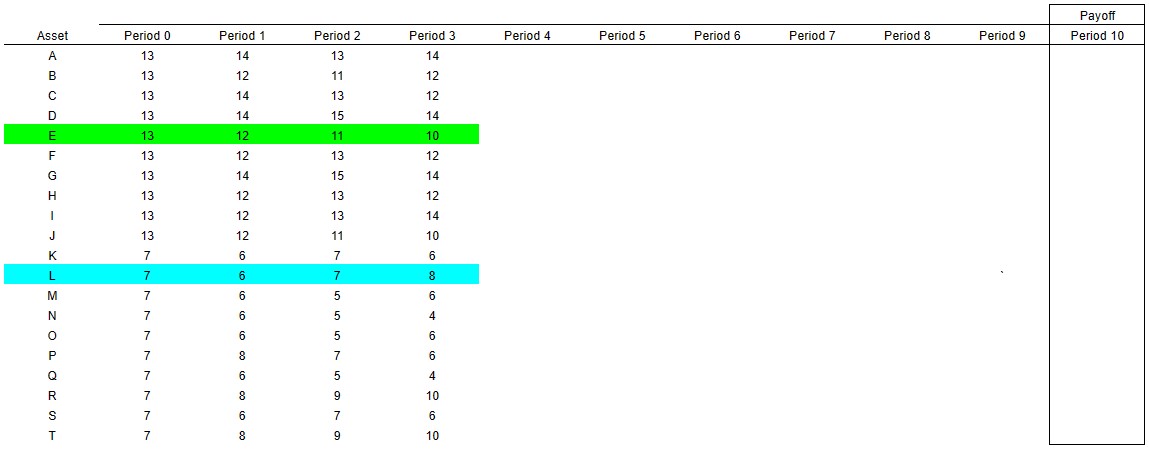 Payoff
Asset Period 0 Period 1 Period 2 Period 3 Period 4 Period 5 Period 6 Period 7 Period 8 Period 9 Period 10
A 13 14 13 14
B 13 12 11 12
C 13 14 13 12
D 13 14 15 14
E 13 12 11 10
F 13 12 13 12
G 13 14 15 14
H 13 12 13 12
I 13 12 13 14
J 13 12 11 10
K 7 6 7 6
L 7 6 7 8 `
M 7 6 5 6
N 7 6 5 4
O 7 6 5 6
P 7 8 7 6
Q 7 6 5 4
R 7 8 9 10
S 7 6 7 6
T 7 8 9 10